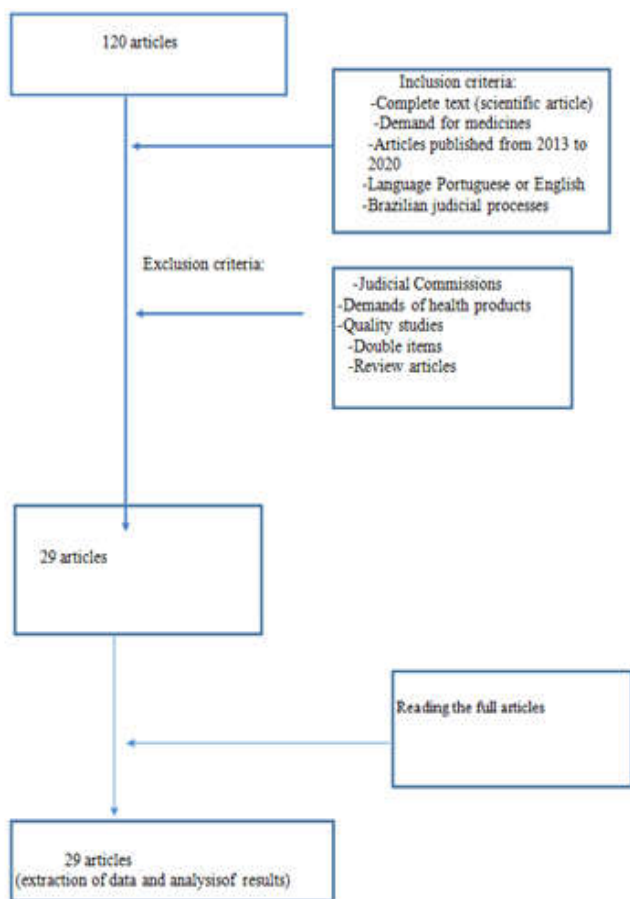 120 articles
Inclusion criteria:
-Complete text (scientific article)
-Demand for medicines
-Articles published from 2013 to
2020
-Language Portuguese or English
-Brazilian judicial processes
Exclusion criteria:
-Judicial Commissions
-Demands of health products
-Quality studies
-Double items
-Review articles
29 articles
Reading the full articles
29 articles
(extraction of data and analysisof results)